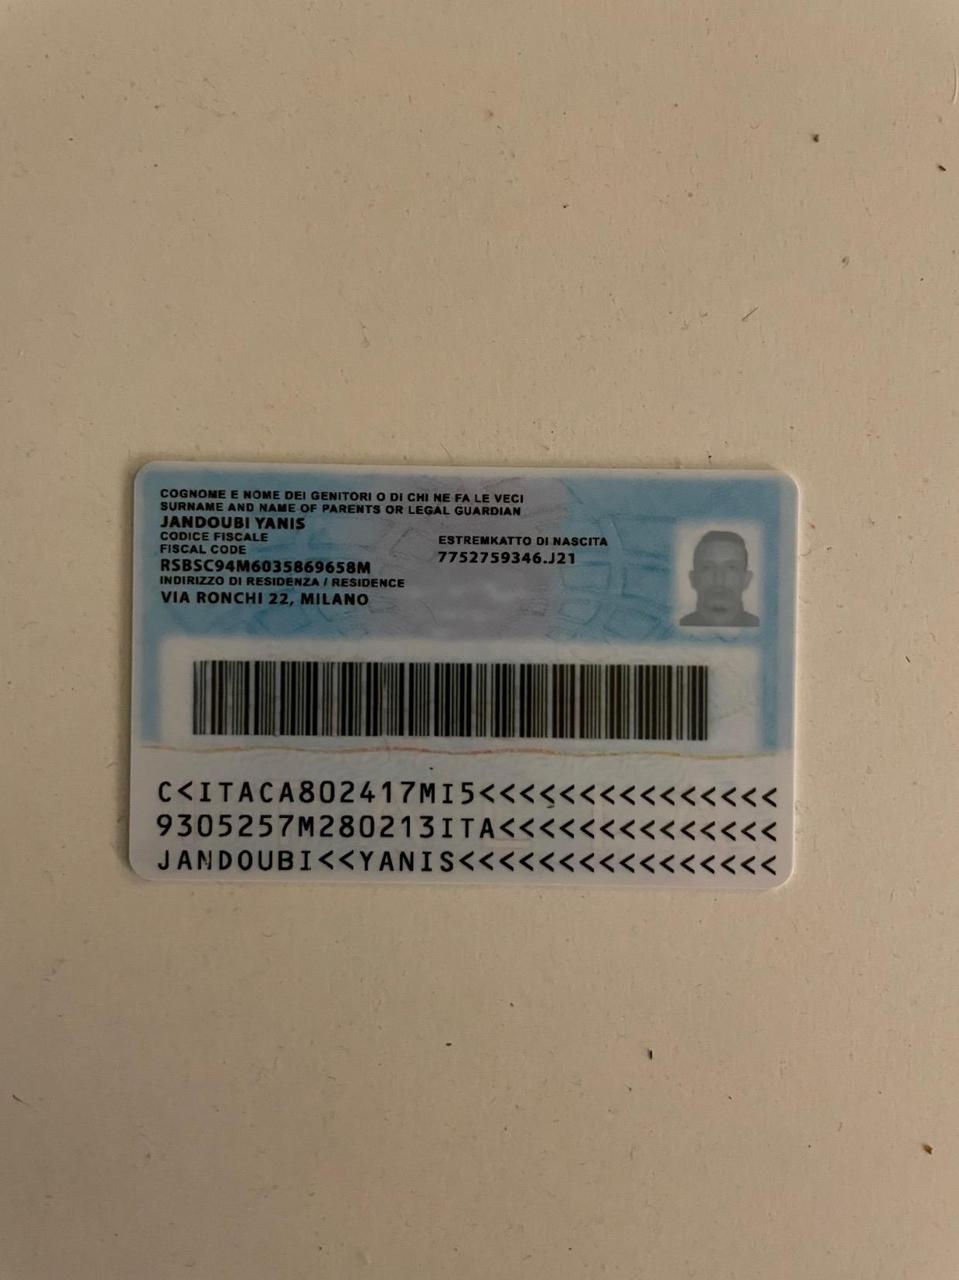 COGNOME E NOME DEI GENITORI O DI CHI NE FA LE VECI
SURNAME AND NAME OF PARENTS OR LEGAL GUARDIAN
JANDOUBI YANIS
CODICE FISCALE
FISCAL CODE
RSBSC94M6035869658M
INDIRIZZO DI RESIDENZA / RESIDENCE
VIA RONCHI 22, MILANO
ESTREMKATTO DI NASCITA
7752759346.J21
C<ITACA802417MI5<<<<<<<<<<<<<<<
9305257M280213ITA<<<<<<<<<<<<<<
JANDOUBI<<YANIS<<<<<<<<<<<<<<<<